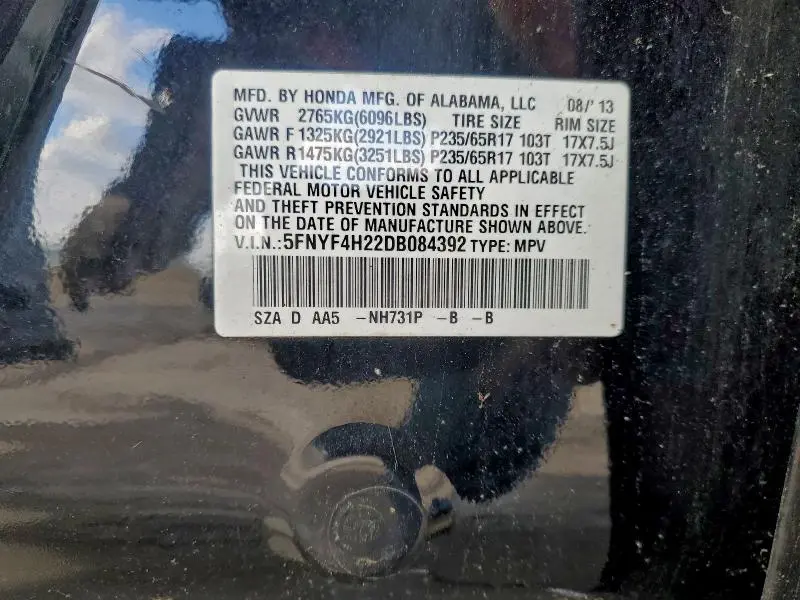 MFD. BY HONDA MFG. OF ALABAMA, LLC 08/'13
GVWR 2765KG(6096LBS) TIRE SIZE RIM SIZE
GAWR F 1325KG(2921LBS) P235/65R17 103T 17X7.5J
GAWR R1475KG(3251LBS) P235/65R17 103T 17X7.5J
THIS VEHICLE CONFORMS TO ALL APPLICABLE
FEDERAL MOTOR VEHICLE SAFETY
AND THEFT PREVENTION STANDARDS IN EFFECT
ON THE DATE OF MANUFACTURE SHOWN ABOVE.
V.I.N.:5FNYF4H22DB084392 TYPE: MPV
SZA D AA5 -NH731P -B -B